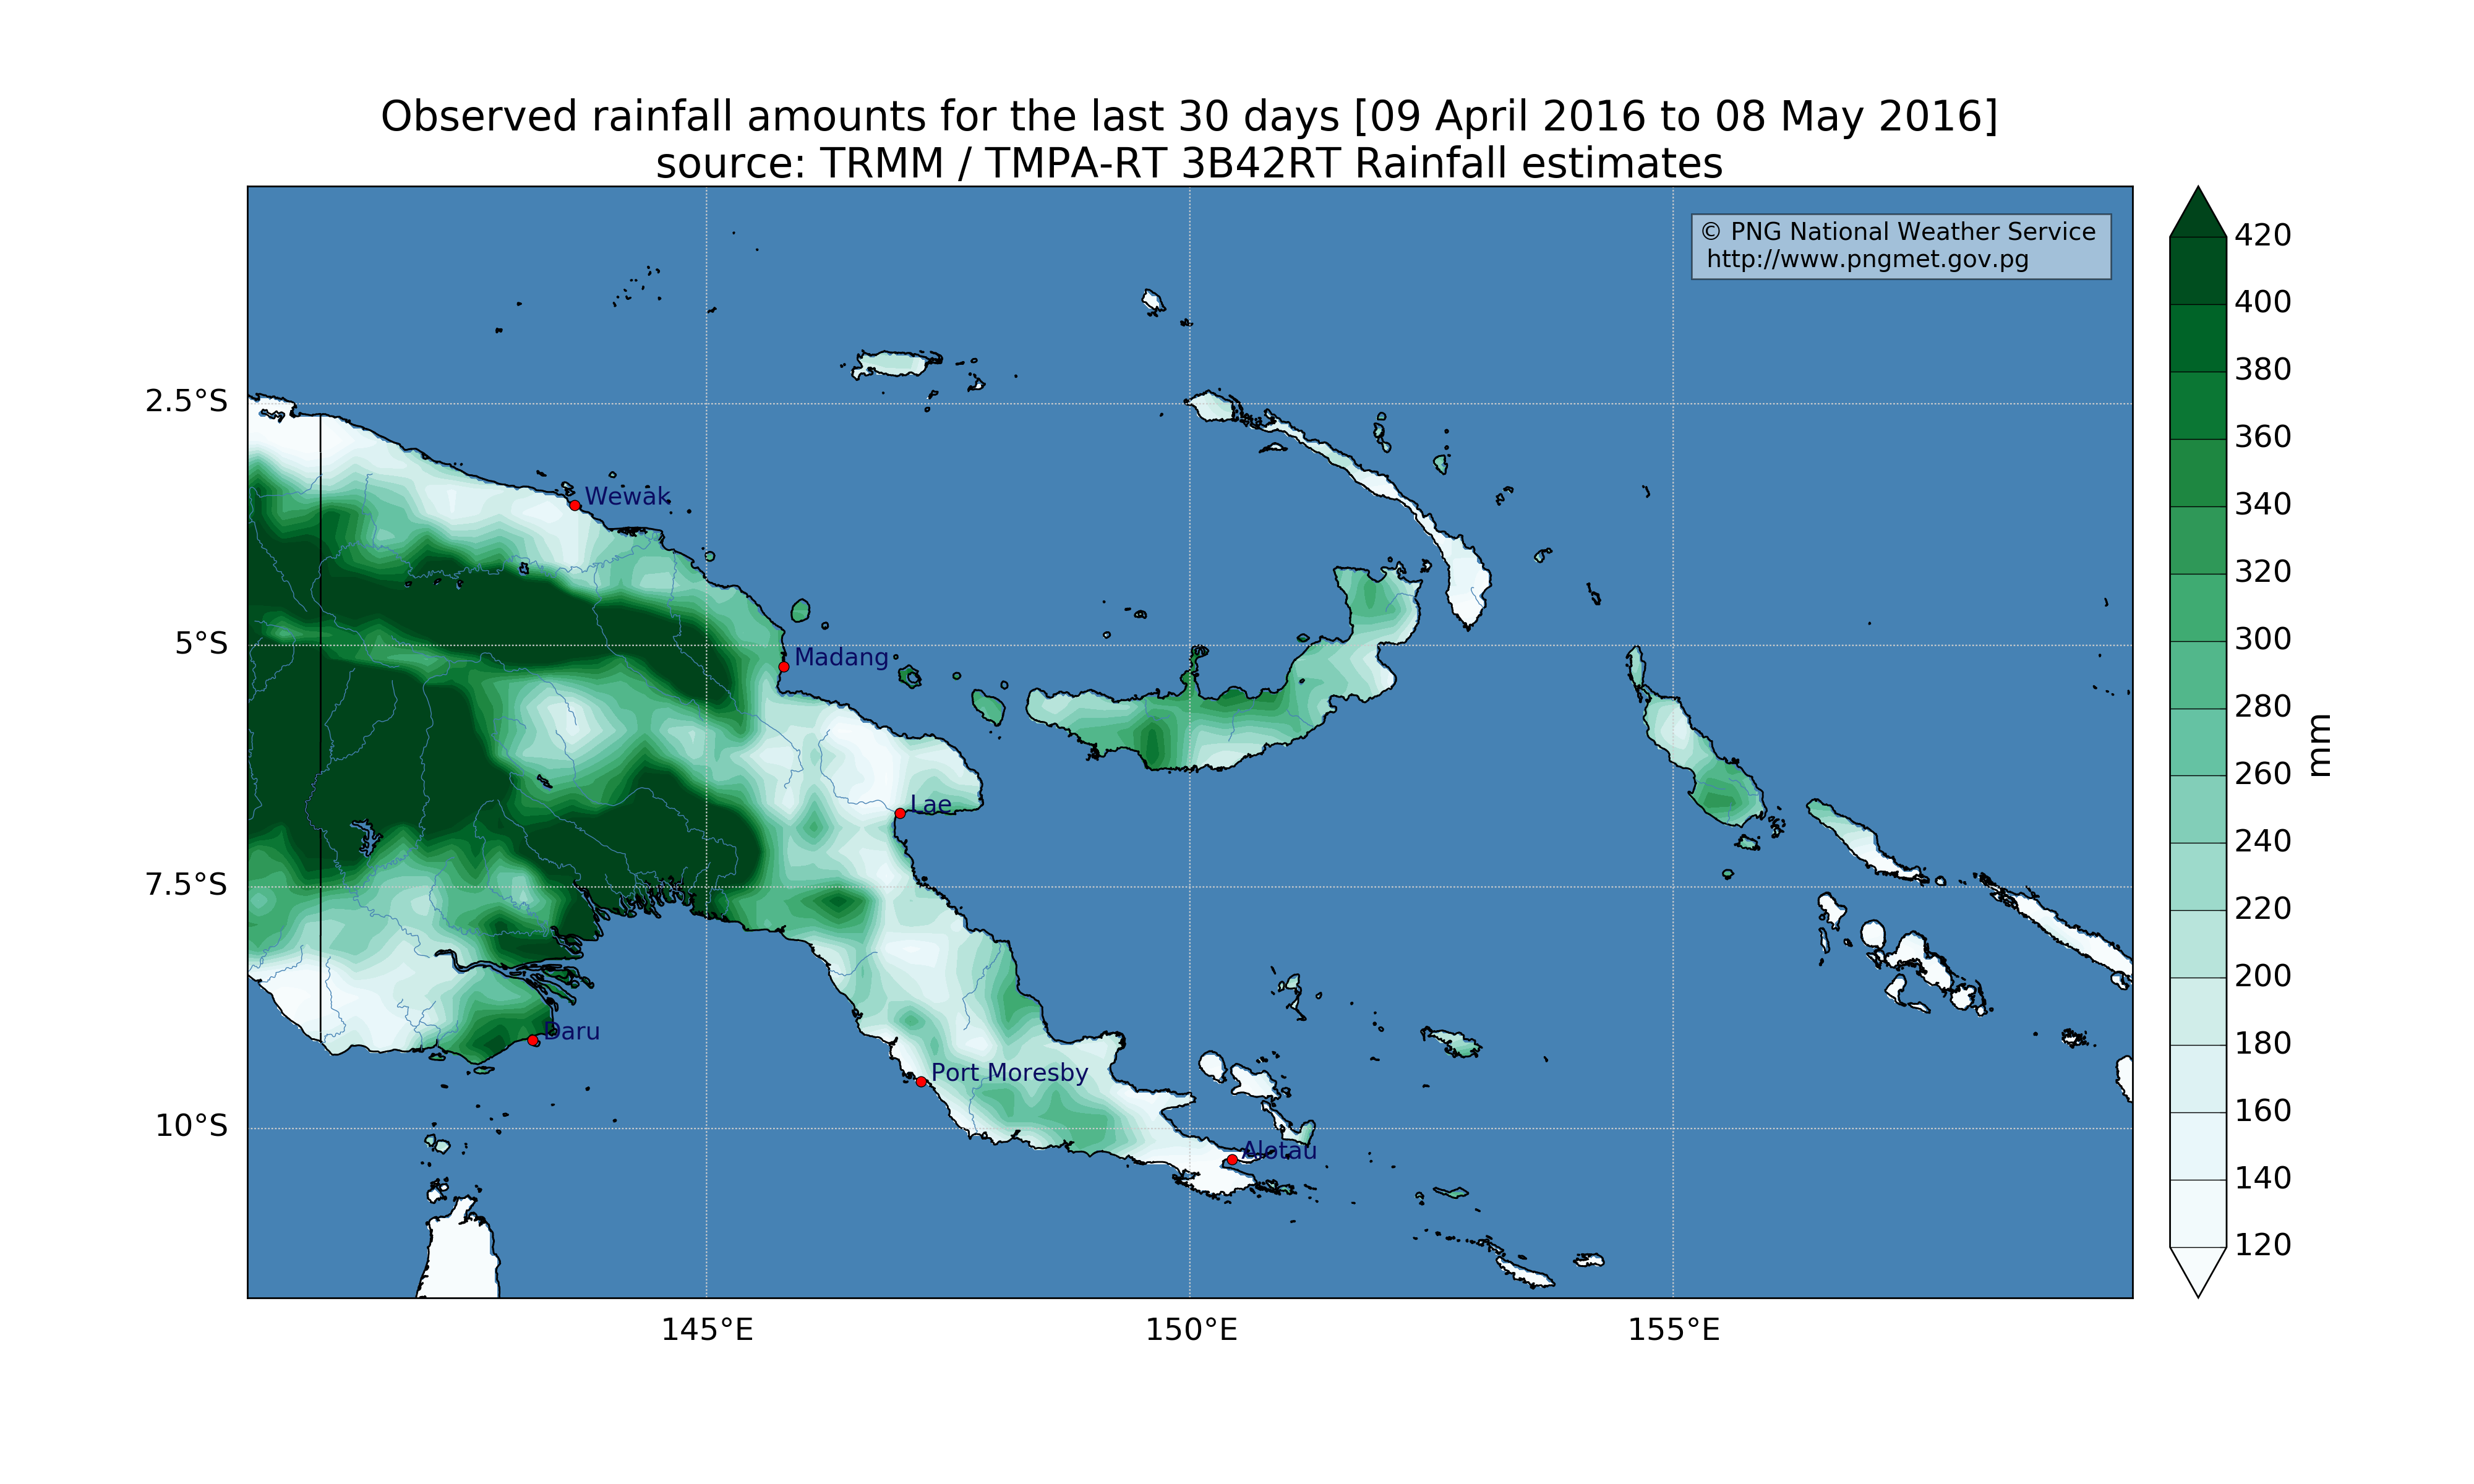 Observed rainfall amounts for the last 30 days [09 April 2016 to 08 May 2016]
source: TRMM / TMPA-RT 3B42RT Rainfall estimates
© PNG National Weather Service
http://www.pngmet.gov.pg
420
400
380
360
340
320
300
280
260
240
220
200
180
160
140
120
mm
2.5°S
5°S
7.5°S
10°S
Wewak
Madang
Lae
Daru
Port Moresby
Alotau
145°E
150°E
155°E